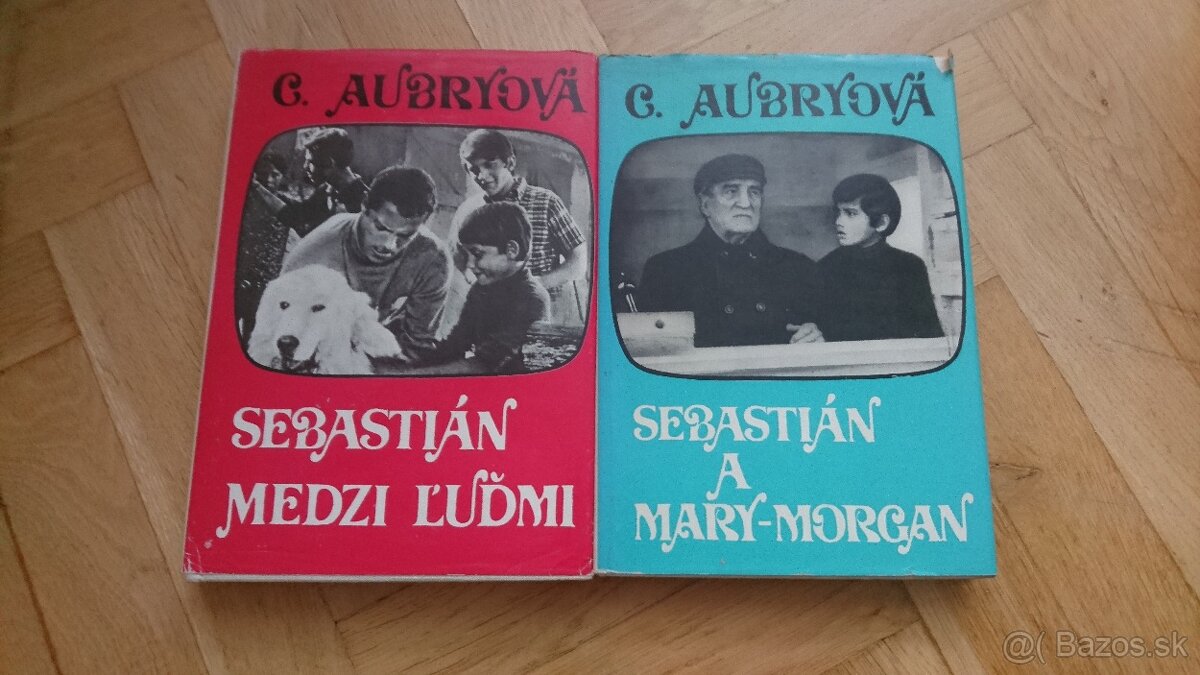 C. AUBRYOVÁ
SEBASTIÁN
MEDZI ĽUĎMI
C. AUBRYOVÁ
SEBASTIÁN
A
MARY-MORGAN
@( Bazos.sk